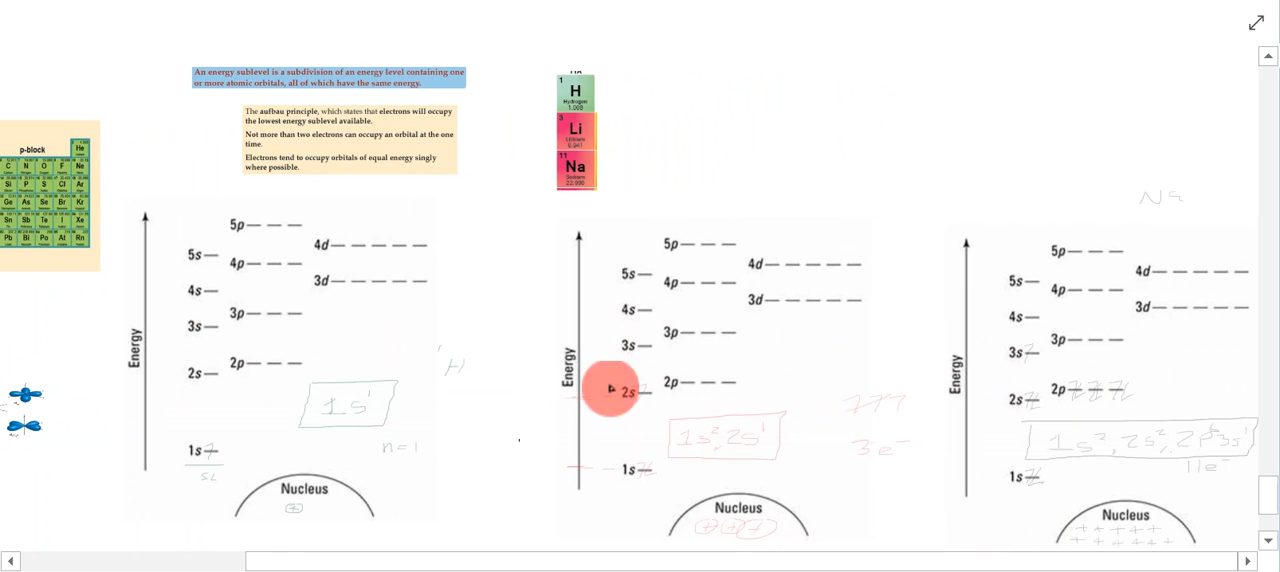 An energy sublevel is a subdivision of an energy level containing one
or more atomic orbitals, all of which have the same energy.
The aufbau principle, which states that electrons will occupy
the lowest energy sublevel available.
Not more than two electrons can occupy an orbital at the one
time.
Electrons tend to occupy orbitals of equal energy singly
where possible.
p-block
He
C N O F Ne
Si P S Cl Ar
Ge As Se Br Kr
Sn Sb Te I Xe
Pb Bi Po At Rn
1
H
Hydrogen
1.008
3
Li
Lithium
6.941
11
Na
Sodium
22.990
Energy
5p
4d
5s
4p
3d
4s
3p
3s
2p
2s
1s
Nucleus
+
H
1s¹
n=1
Energy
5p
4d
5s
4p
3d
4s
3p
3s
2p
2s
1s
Nucleus
+ + +
1s², 2s¹
3e⁻
Na
Energy
5p
4d
5s
4p
3d
4s
3p
3s
2p
2s
1s², 2s², 2p⁶ 3s¹
11e⁻
1s
Nucleus
+ + + + +
+ + + + + +